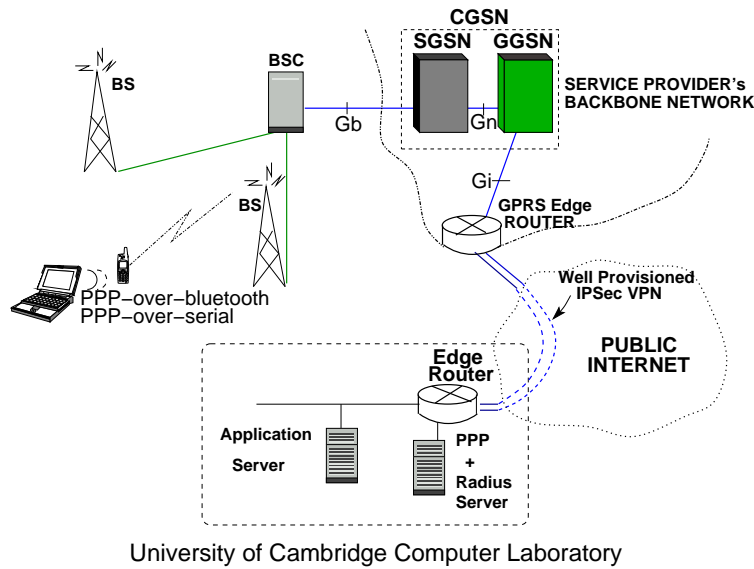 CGSN
SGSN
GGSN
BSC
BS
SERVICE PROVIDER's
BACKBONE NETWORK
Gb
Gn
Gi
GPRS Edge
ROUTER
BS
PPP-over-bluetooth
PPP-over-serial
Well Provisioned
IPSec VPN
PUBLIC
INTERNET
Edge
Router
Application
Server
PPP
+
Radius
Server
University of Cambridge Computer Laboratory